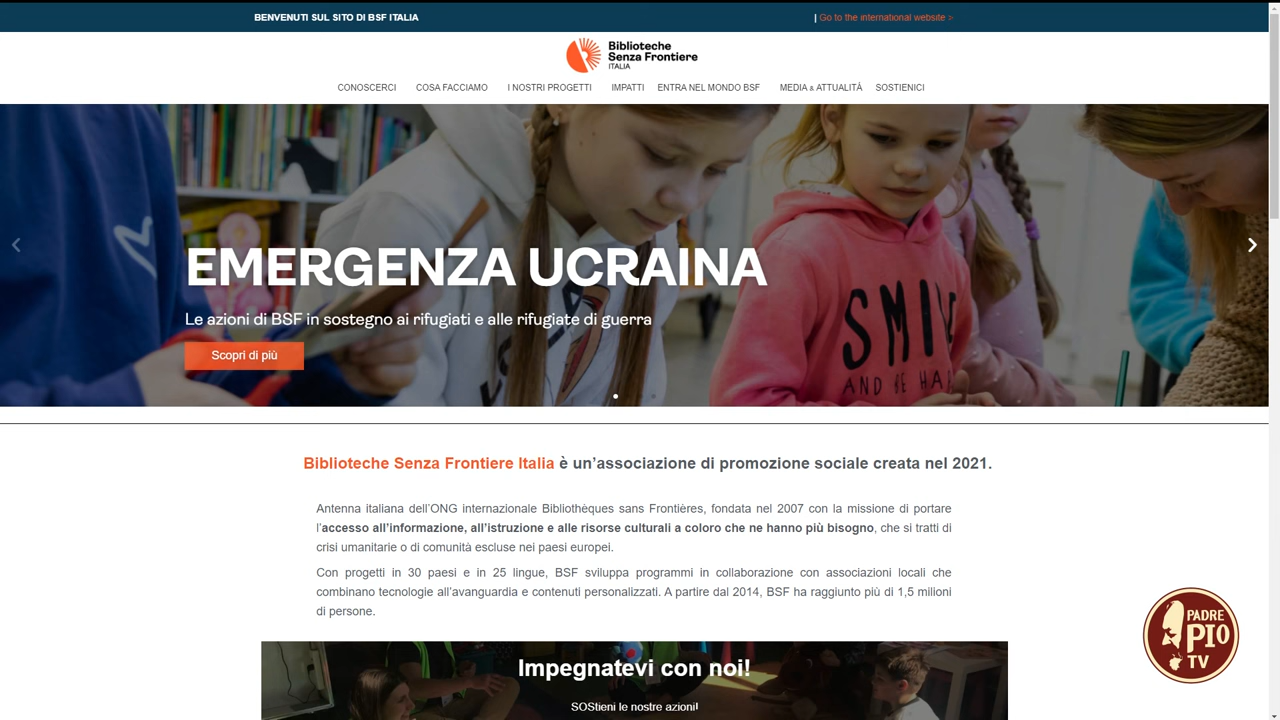 BENVENUTI SUL SITO DI BSF ITALIA
| Go to the international website >
Biblioteche
Senza Frontiere
ITALIA
CONOSCERCI COSA FACCIAMO I NOSTRI PROGETTI IMPATTI ENTRA NEL MONDO BSF MEDIA & ATTUALITÁ SOSTIENICI
EMERGENZA UCRAINA
Le azioni di BSF in sostegno ai rifugiati e alle rifugiate di guerra
Scopri di più
AND BE
Biblioteche Senza Frontiere Italia è un’associazione di promozione sociale creata nel 2021.
Antenna italiana dell’ONG internazionale Bibliothèques sans Frontières, fondata nel 2007 con la missione di portare
l’accesso all’informazione, all’istruzione e alle risorse culturali a coloro che ne hanno più bisogno, che si tratti di
crisi umanitarie o di comunità escluse nei paesi europei.
Con progetti in 30 paesi e in 25 lingue, BSF sviluppa programmi in collaborazione con associazioni locali che
combinano tecnologie all’avanguardia e contenuti personalizzati. A partire dal 2014, BSF ha raggiunto più di 1,5 milioni
di persone.
Impegnatevi con noi!
SOStieni le nostre azioni!
PADRE
PIO
TV